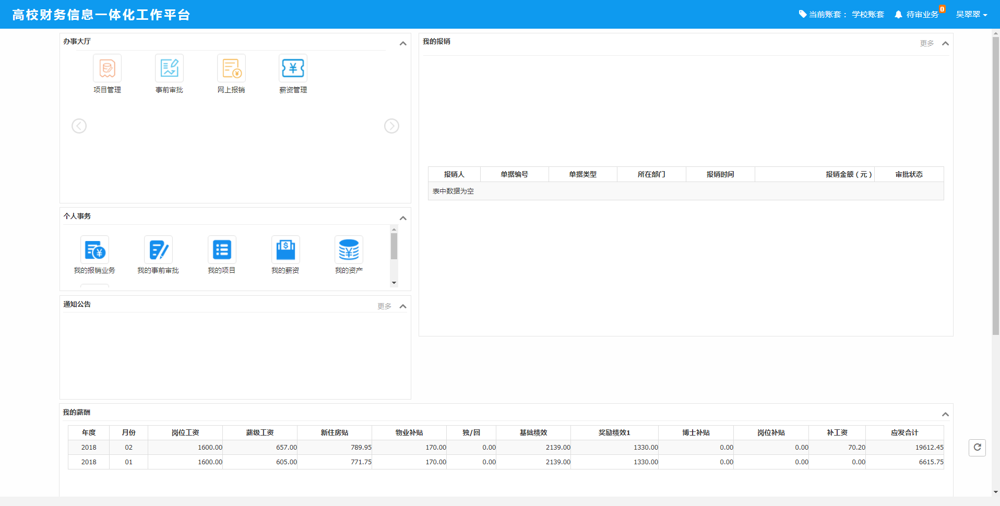 高校财务信息一体化工作平台
当前账套： 学校账套 待审业务 0 吴翠翠
办事大厅
项目管理 事前审批 网上报销 薪资管理
个人事务
我的报销业务 我的事前审批 我的项目 我的薪资 我的资产
通知公告 更多
我的报销 更多
报销人 单据编号 单据类型 所在部门 报销时间 报销金额（元） 审批状态
表中数据为空
我的薪酬
年度 月份 岗位工资 薪级工资 新住房贴 物业补贴 独/回 基础绩效 奖励绩效1 博士补贴 岗位补贴 补工资 应发合计
2018 02 1600.00 657.00 789.95 170.00 0.00 2139.00 1330.00 0.00 0.00 70.20 19612.45
2018 01 1600.00 605.00 771.75 170.00 0.00 2139.00 1330.00 0.00 0.00 0.00 6615.75